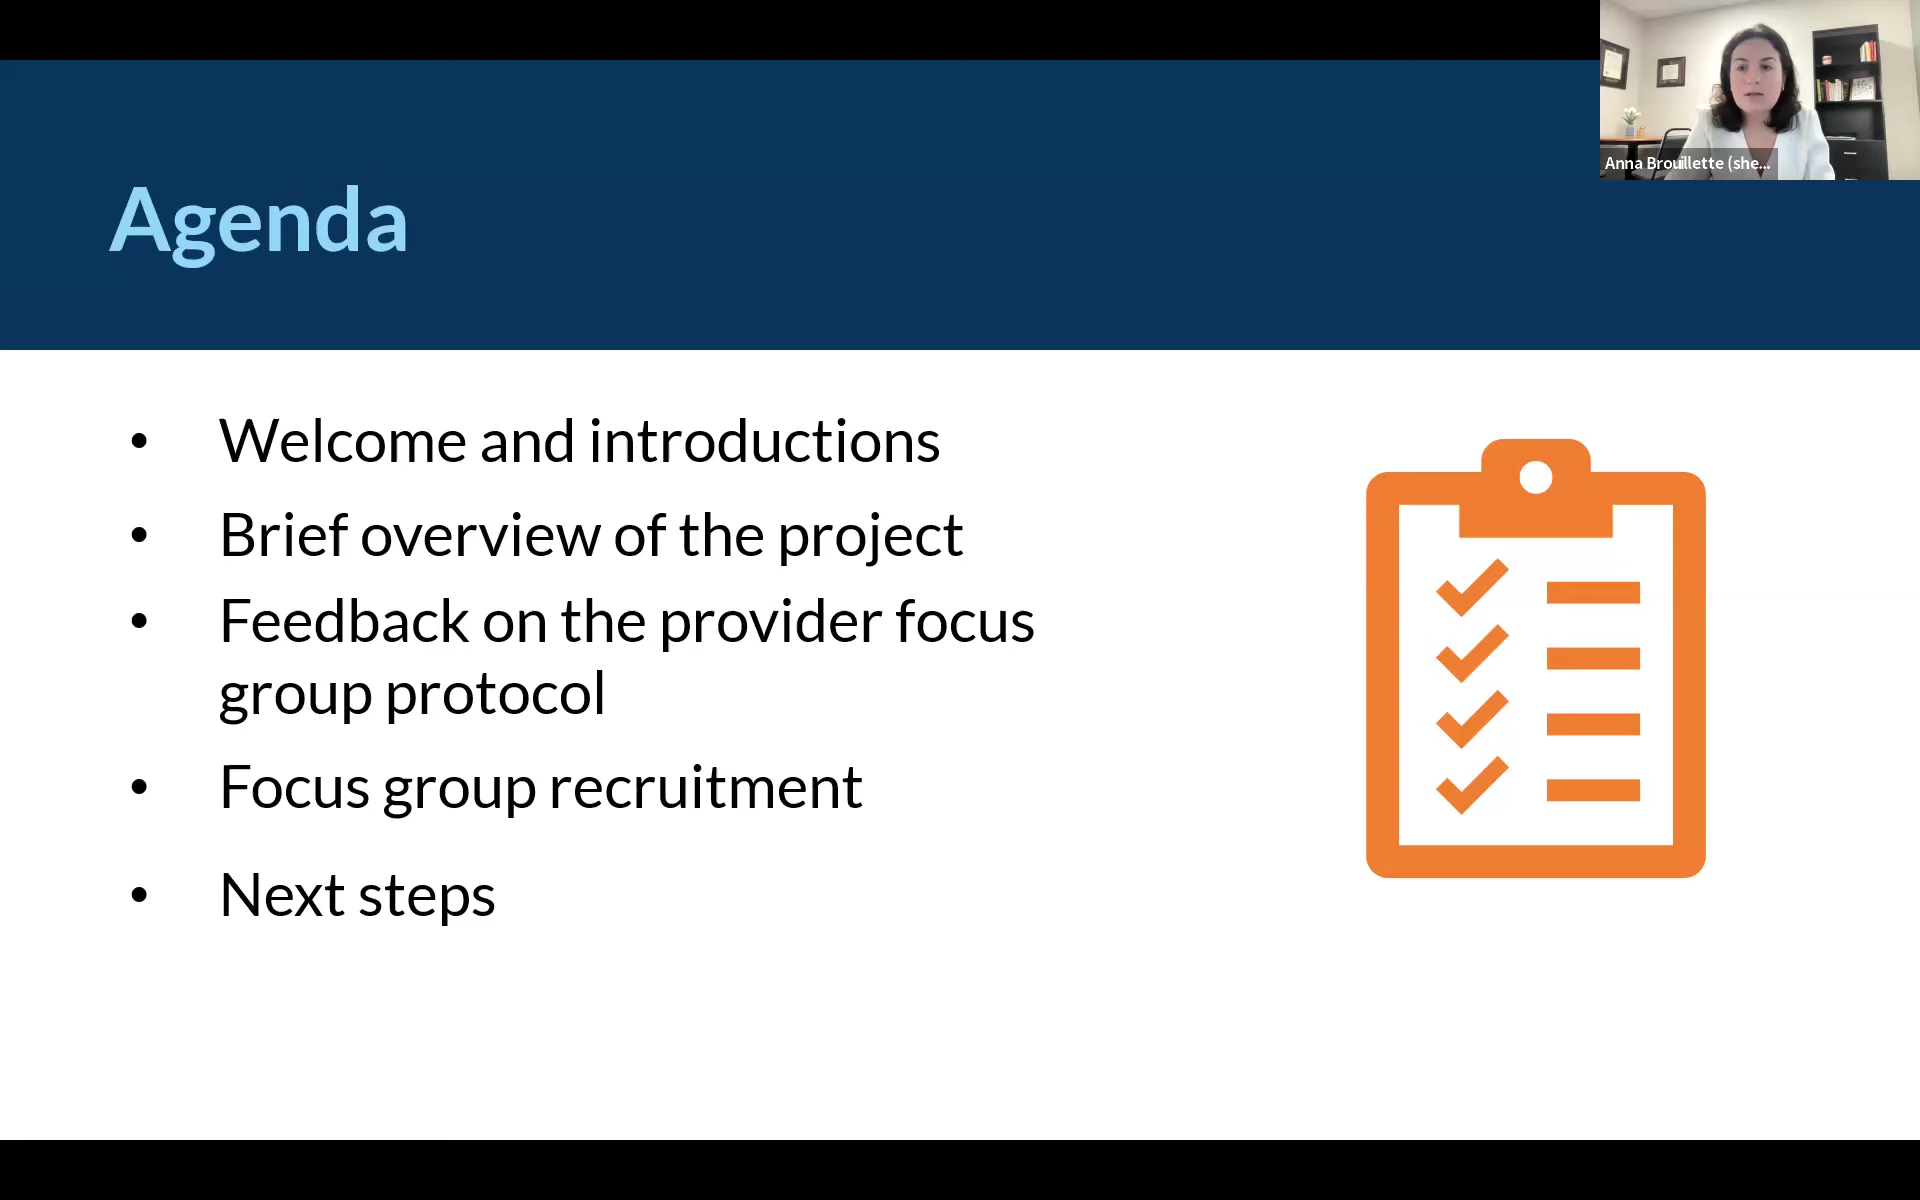 Anna Brouillette (she...
Agenda
• Welcome and introductions
• Brief overview of the project
• Feedback on the provider focus
group protocol
• Focus group recruitment
• Next steps